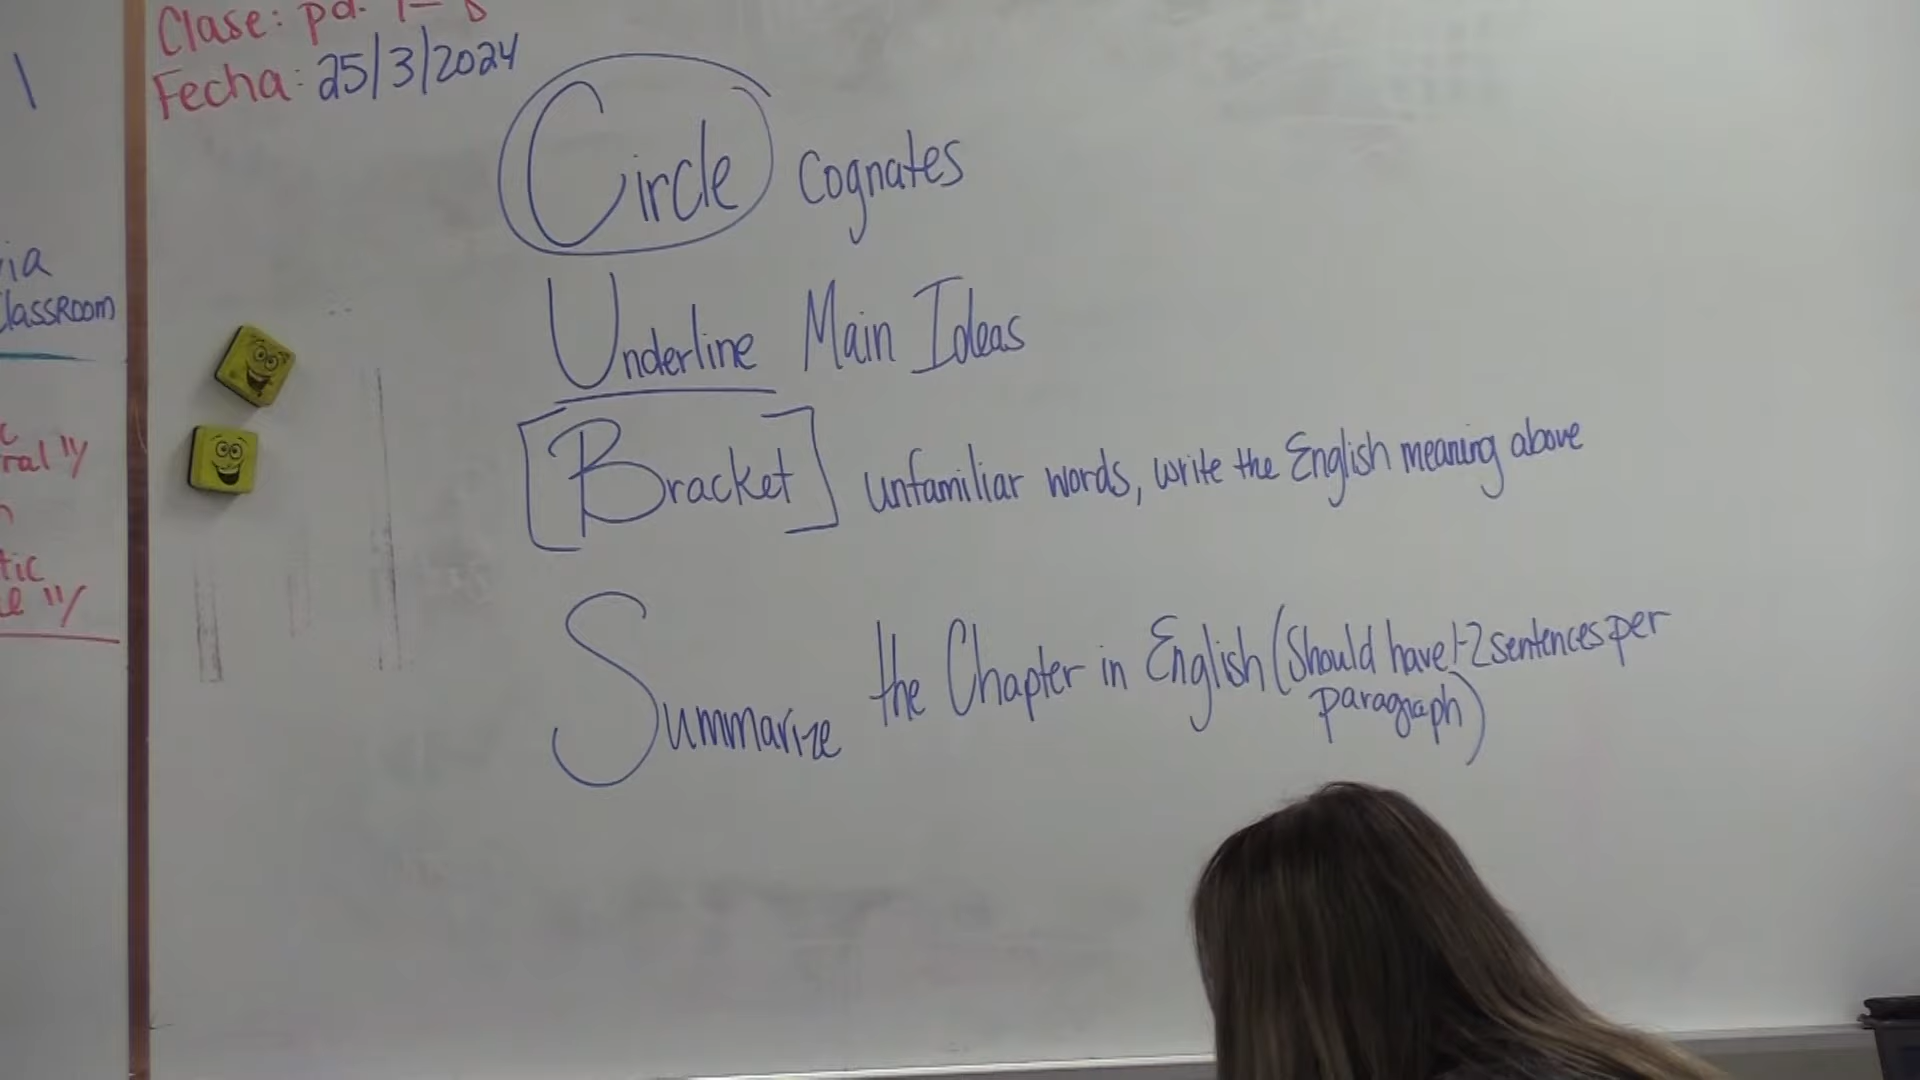 Clase: pd.
Fecha: 25/3/2024
Circle Cognates
Underline Main Ideas
[Bracket] unfamiliar words, write the English meaning above
Summarize the Chapter in English (Should have 1-2 sentences per
paragraph)
ia
lassroom
ral "/
tic